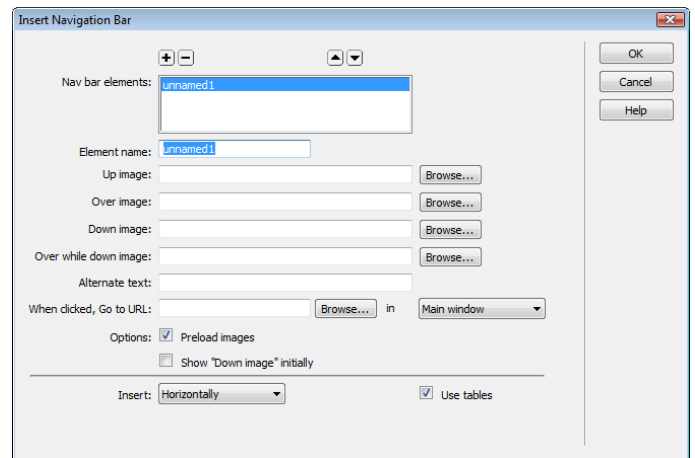 Insert Navigation Bar
OK
Nav bar elements: unnamed1 Cancel
Help
Element name: unnamed1
Up image: Browse...
Over image: Browse...
Down image: Browse...
Over while down image: Browse...
Alternate text:
When clicked, Go to URL: Browse... in Main window
Options: Preload images
Show "Down image" initially
Insert: Horizontally Use tables